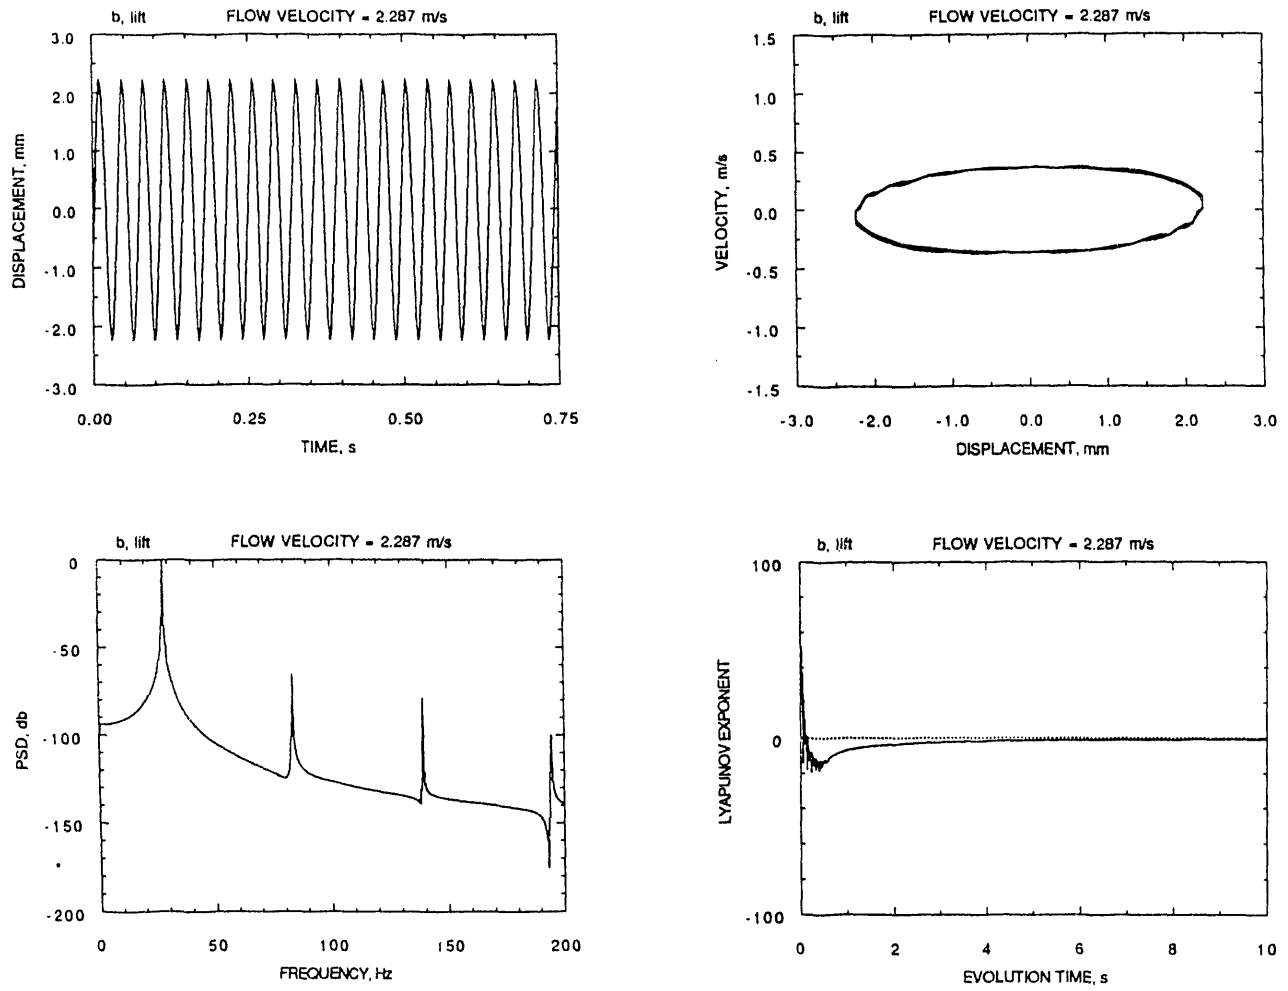 b, lift FLOW VELOCITY = 2.287 m/s
3.0
2.0
1.0
0.0
-1.0
-2.0
-3.0
DISPLACEMENT, mm
0.00 0.25 0.50 0.75
TIME, s
b, lift FLOW VELOCITY = 2.287 m/s
1.5
1.0
0.5
0.0
-0.5
-1.0
-1.5
VELOCITY, m/s
-3.0 -2.0 -1.0 0.0 1.0 2.0 3.0
DISPLACEMENT, mm
b, lift FLOW VELOCITY = 2.287 m/s
0
-50
-100
-150
-200
PSD, db
0 50 100 150 200
FREQUENCY, Hz
b, lift FLOW VELOCITY = 2.287 m/s
100
0
-100
LYAPUNOV EXPONENT
0 2 4 6 8 10
EVOLUTION TIME, s